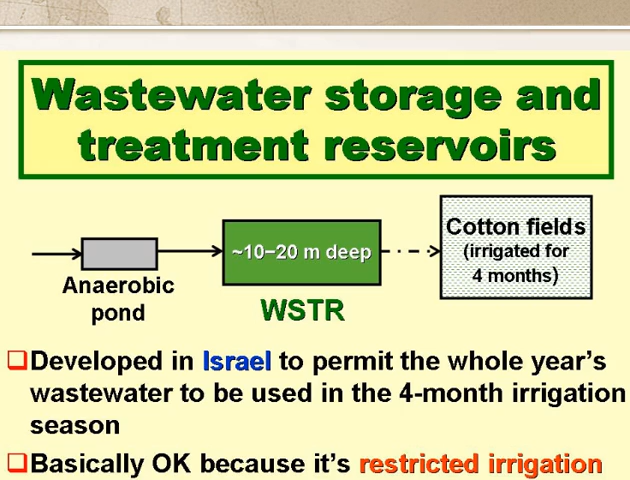 Wastewater storage and
treatment reservoirs
Anaerobic
pond
~10−20 m deep
WSTR
Cotton fields
(irrigated for
4 months)
Developed in Israel to permit the whole year’s
wastewater to be used in the 4-month irrigation
season
Basically OK because it’s restricted irrigation